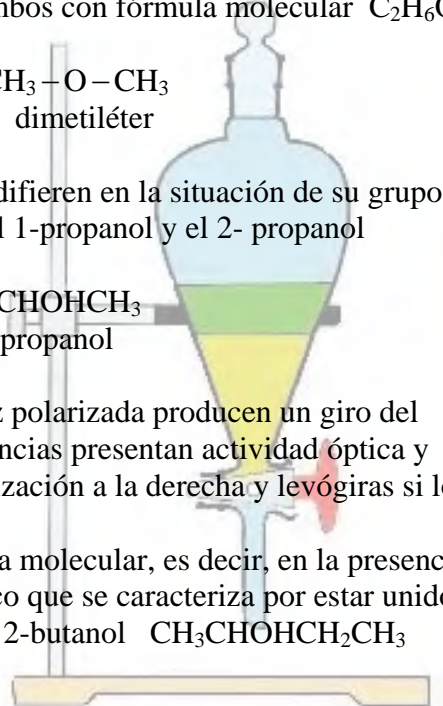 mbos con fórmula molecular C₂H₆O
CH₃–O–CH₃
dimetiléter
difieren en la situación de su grupo
l 1-propanol y el 2- propanol
CHOHCH₃
propanol
z polarizada producen un giro del
ncias presentan actividad óptica y
ización a la derecha y levógiras si l
a molecular, es decir, en la presenc
co que se caracteriza por estar unid
2-butanol CH₃CHOHCH₂CH₃